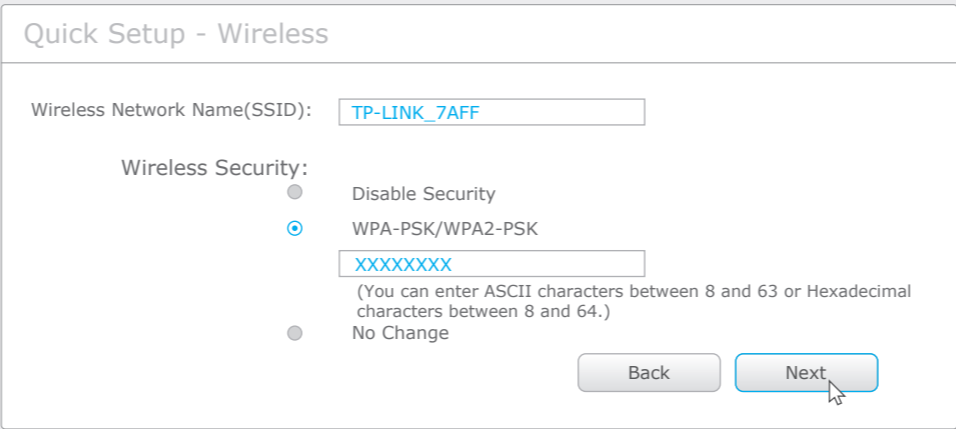 Quick Setup - Wireless
Wireless Network Name(SSID): TP-LINK_7AFF
Wireless Security:
Disable Security
WPA-PSK/WPA2-PSK
XXXXXXXX
(You can enter ASCII characters between 8 and 63 or Hexadecimal
characters between 8 and 64.)
No Change
Back Next